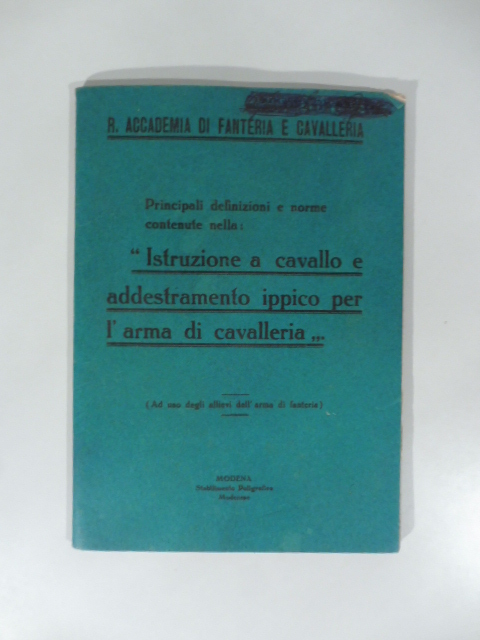 R. ACCADEMIA DI FANTERIA E CAVALLERIA
Principali definizioni e norme
contenute nella:
“ Istruzione a cavallo e
addestramento ippico per
l'arma di cavalleria „.
(Ad uso degli allievi dell'arma di fanteria)
MODENA
Stabilimento Poligrafico
Modenese